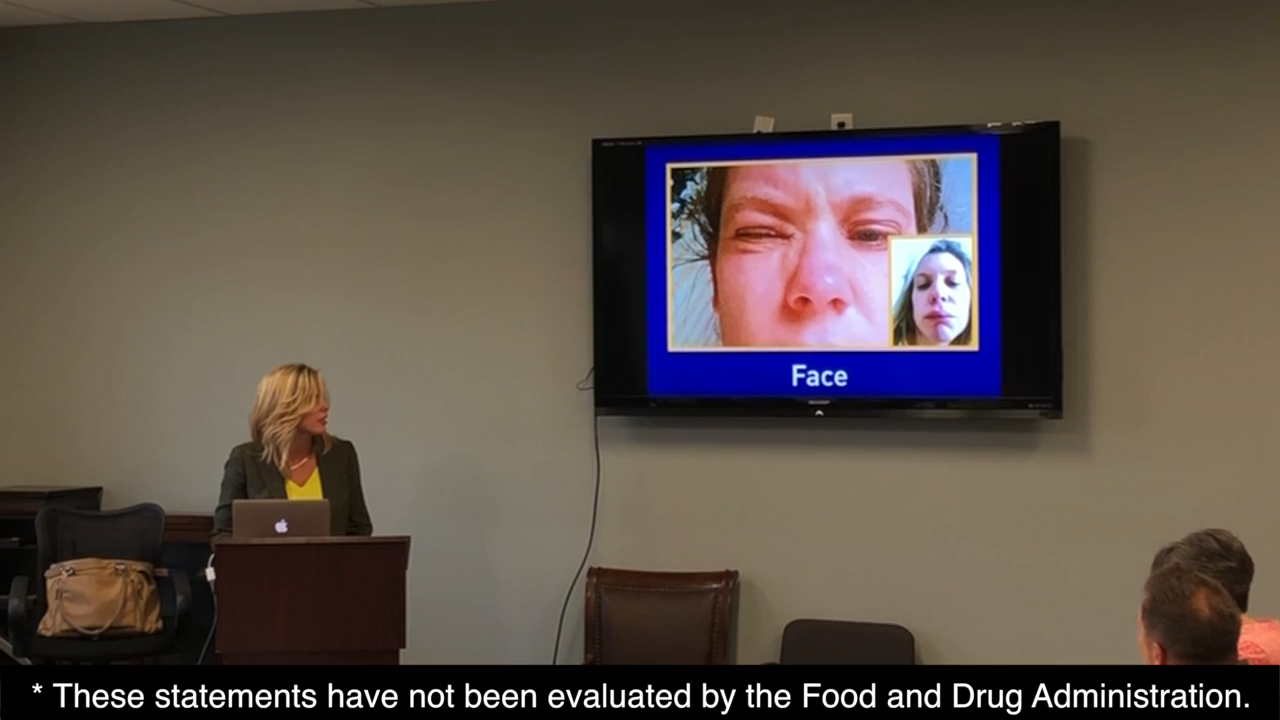 Face
* These statements have not been evaluated by the Food and Drug Administration.